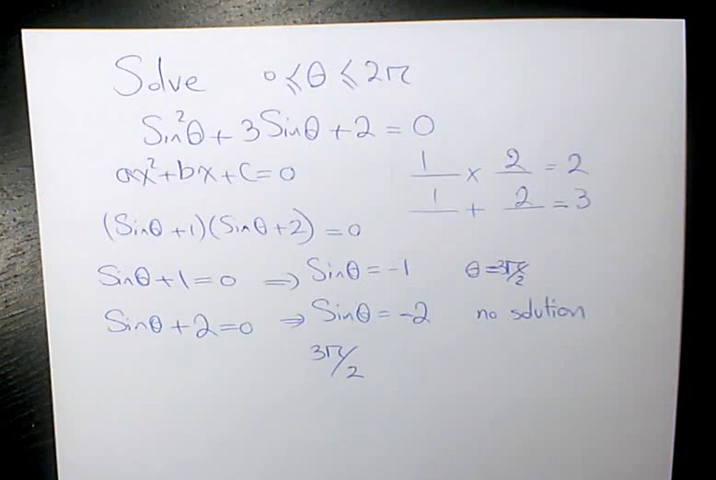 Solve 0 ⩽ θ ⩽ 2π
Sin²θ + 3Sinθ + 2 = 0
ax² + bx + c = 0
1 × 2 = 2
1 + 2 = 3
(Sinθ + 1)(Sinθ + 2) = 0
Sinθ + 1 = 0 ⇒ Sinθ = -1 θ = 3π/2
Sinθ + 2 = 0 ⇒ Sinθ = -2 no solution
3π/2